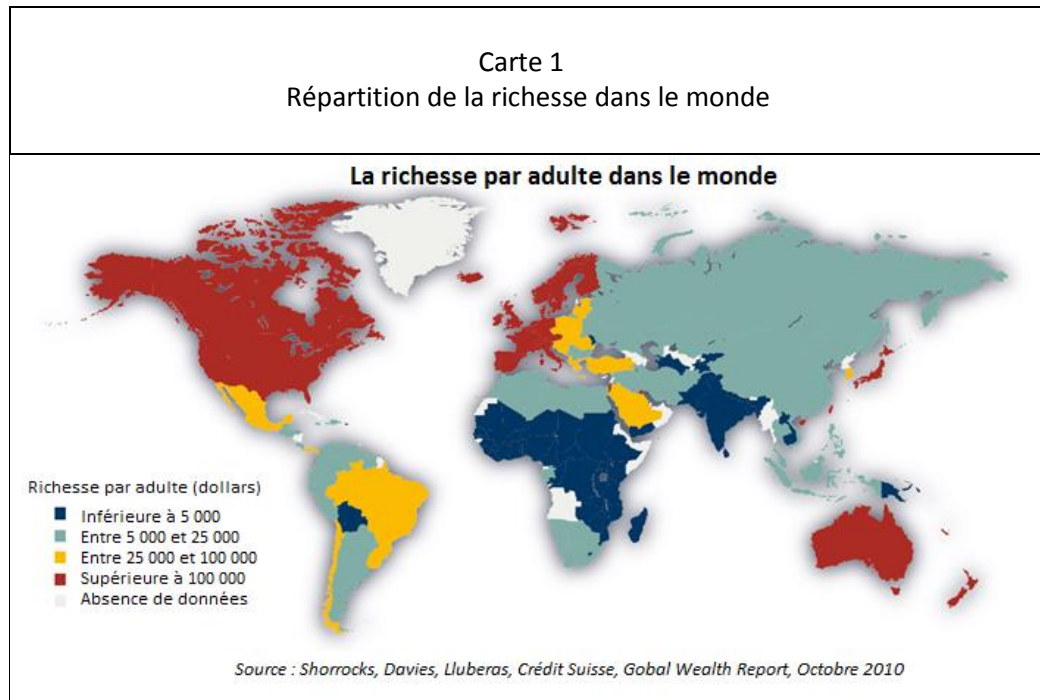 Carte 1
Répartition de la richesse dans le monde
La richesse par adulte dans le monde
Richesse par adulte (dollars)
Inférieure à 5 000
Entre 5 000 et 25 000
Entre 25 000 et 100 000
Supérieure à 100 000
Absence de données
Source : Shorrocks, Davies, Lluberas, Crédit Suisse, Gobal Wealth Report, Octobre 2010